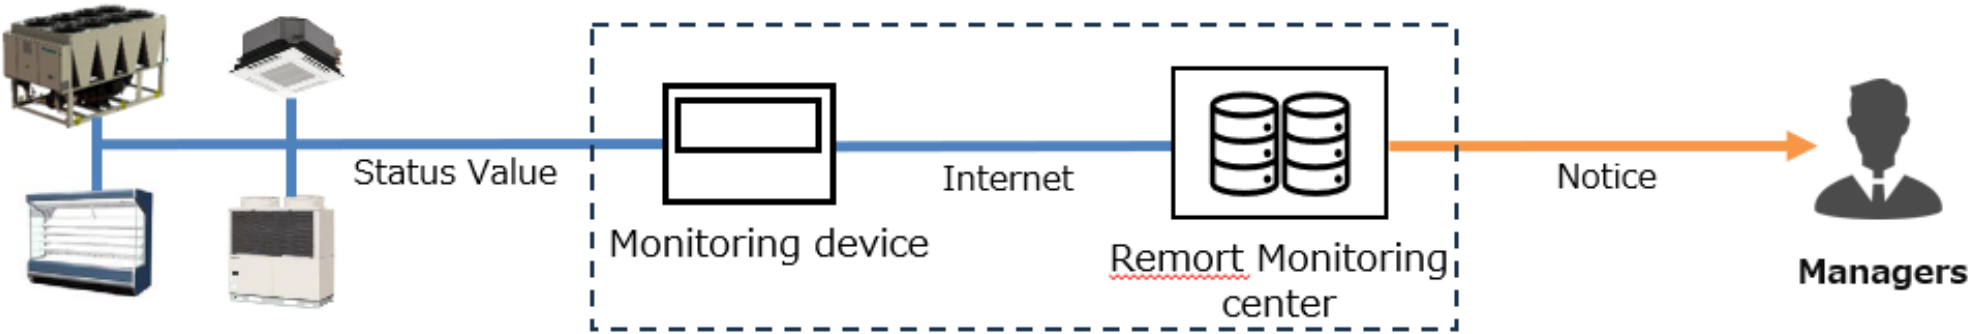 Status Value
Monitoring device
Internet
Remort Monitoring
center
Notice
Managers